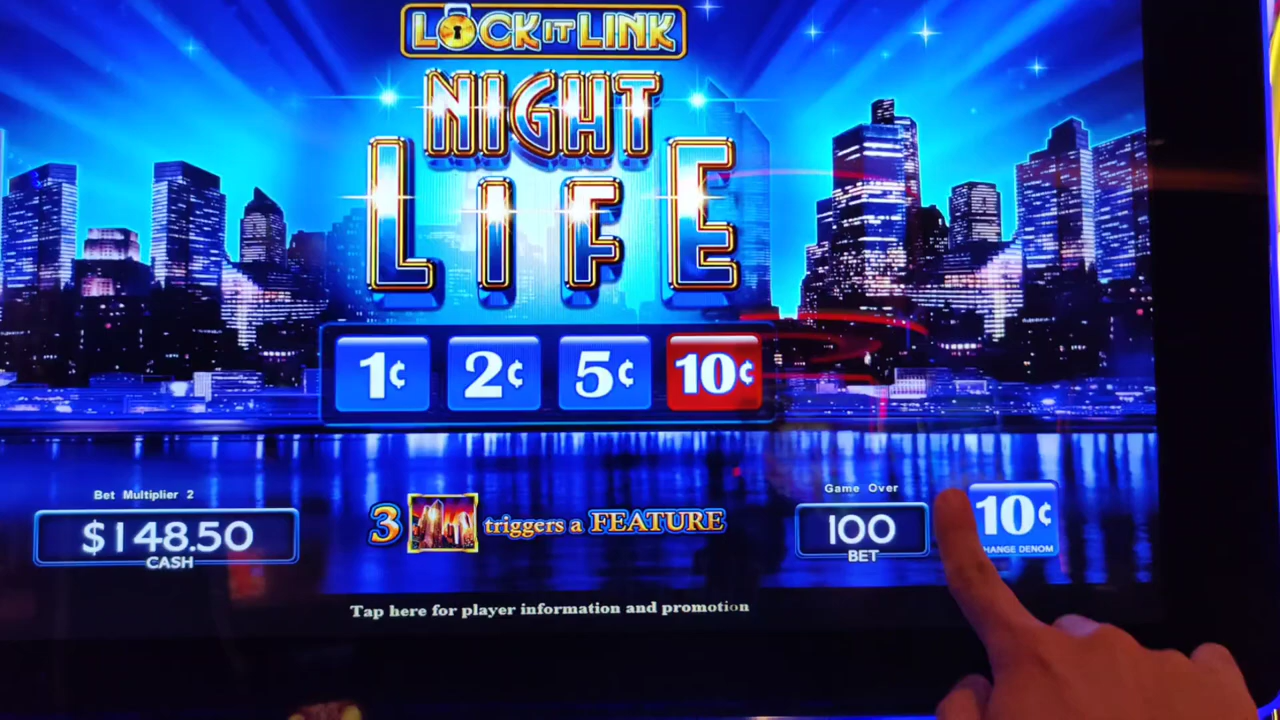 LOCK IT LINK
NIGHT
LIFE
1¢ 2¢ 5¢ 10¢
Bet Multiplier 2
$148.50
CASH
3 triggers a FEATURE
Game Over
100
BET
10¢
HANGE DENOM
Tap here for player information and promotion